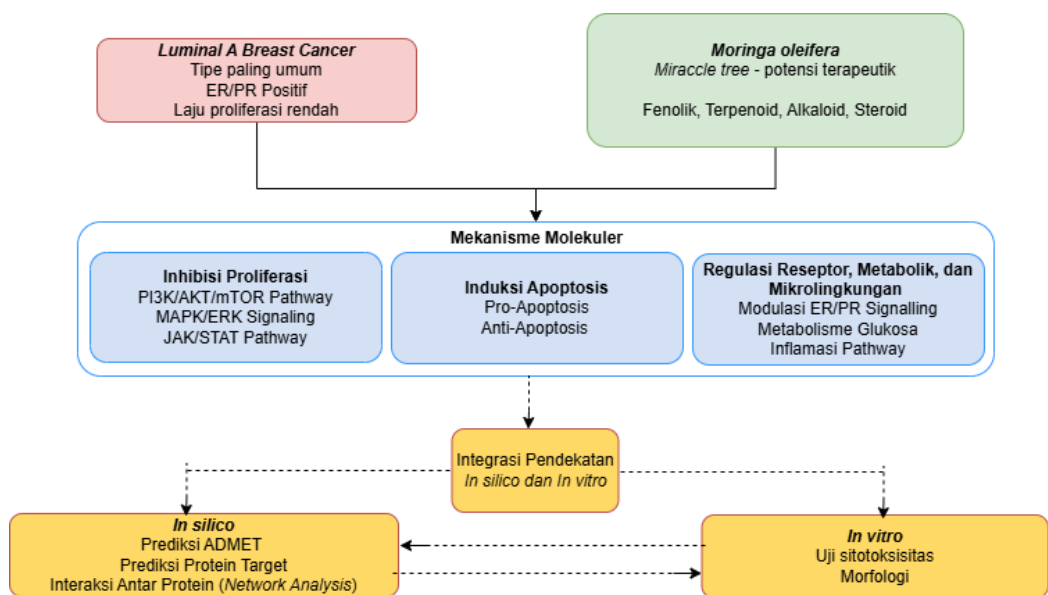 Luminal A Breast Cancer
Tipe paling umum
ER/PR Positif
Laju proliferasi rendah
Moringa oleifera
Miraccle tree - potensi terapeutik
Fenolik, Terpenoid, Alkaloid, Steroid
Mekanisme Molekuler
Inhibisi Proliferasi
PI3K/AKT/mTOR Pathway
MAPK/ERK Signaling
JAK/STAT Pathway
Induksi Apoptosis
Pro-Apoptosis
Anti-Apoptosis
Regulasi Reseptor, Metabolik, dan
Mikrolingkungan
Modulasi ER/PR Signalling
Metabolisme Glukosa
Inflamasi Pathway
Integrasi Pendekatan
In silico dan In vitro
In silico
Prediksi ADMET
Prediksi Protein Target
Interaksi Antar Protein (Network Analysis)
In vitro
Uji sitotoksisitas
Morfologi